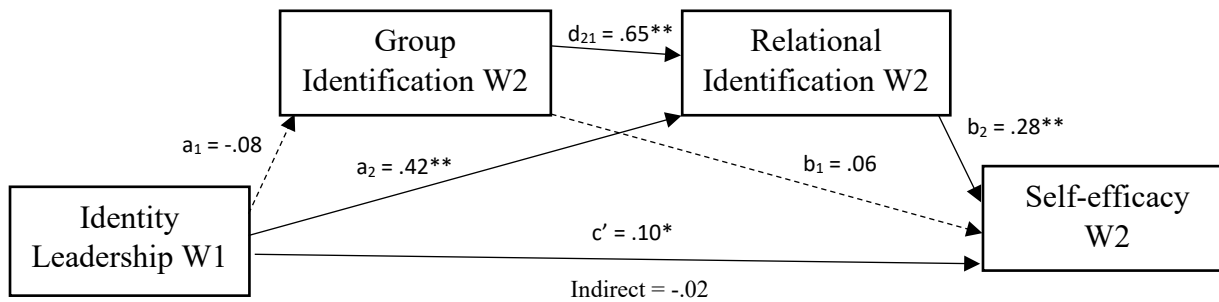 Group
Identification W2
d21 = .65**
Relational
Identification W2
a1 = -.08
a2 = .42**
b1 = .06
b2 = .28**
Identity
Leadership W1
c’ = .10*
Self-efficacy
W2
Indirect = -.02